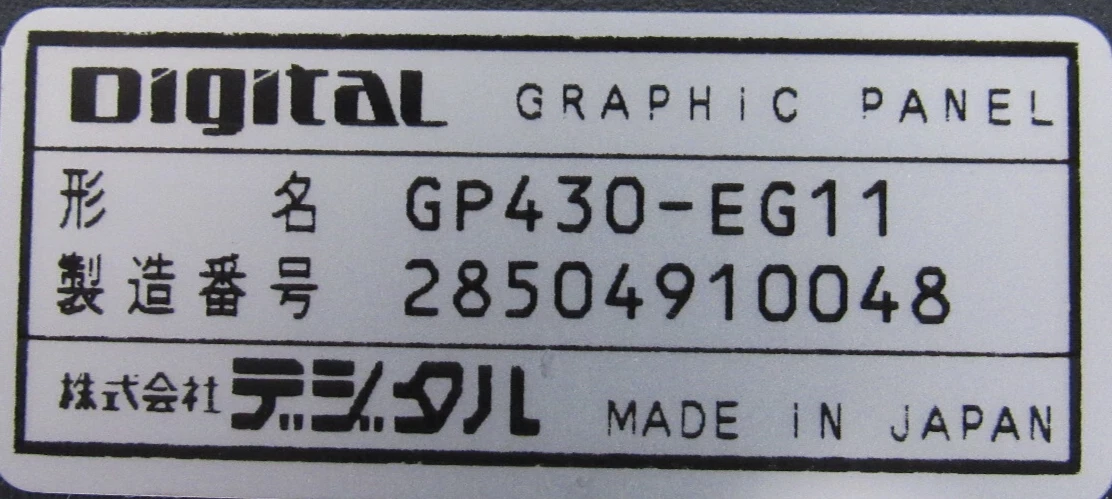 Digital GRAPHiC PANEL
形名 GP430-EG11
製造番号 28504910048
株式会社デジタル MADE iN JAPAN